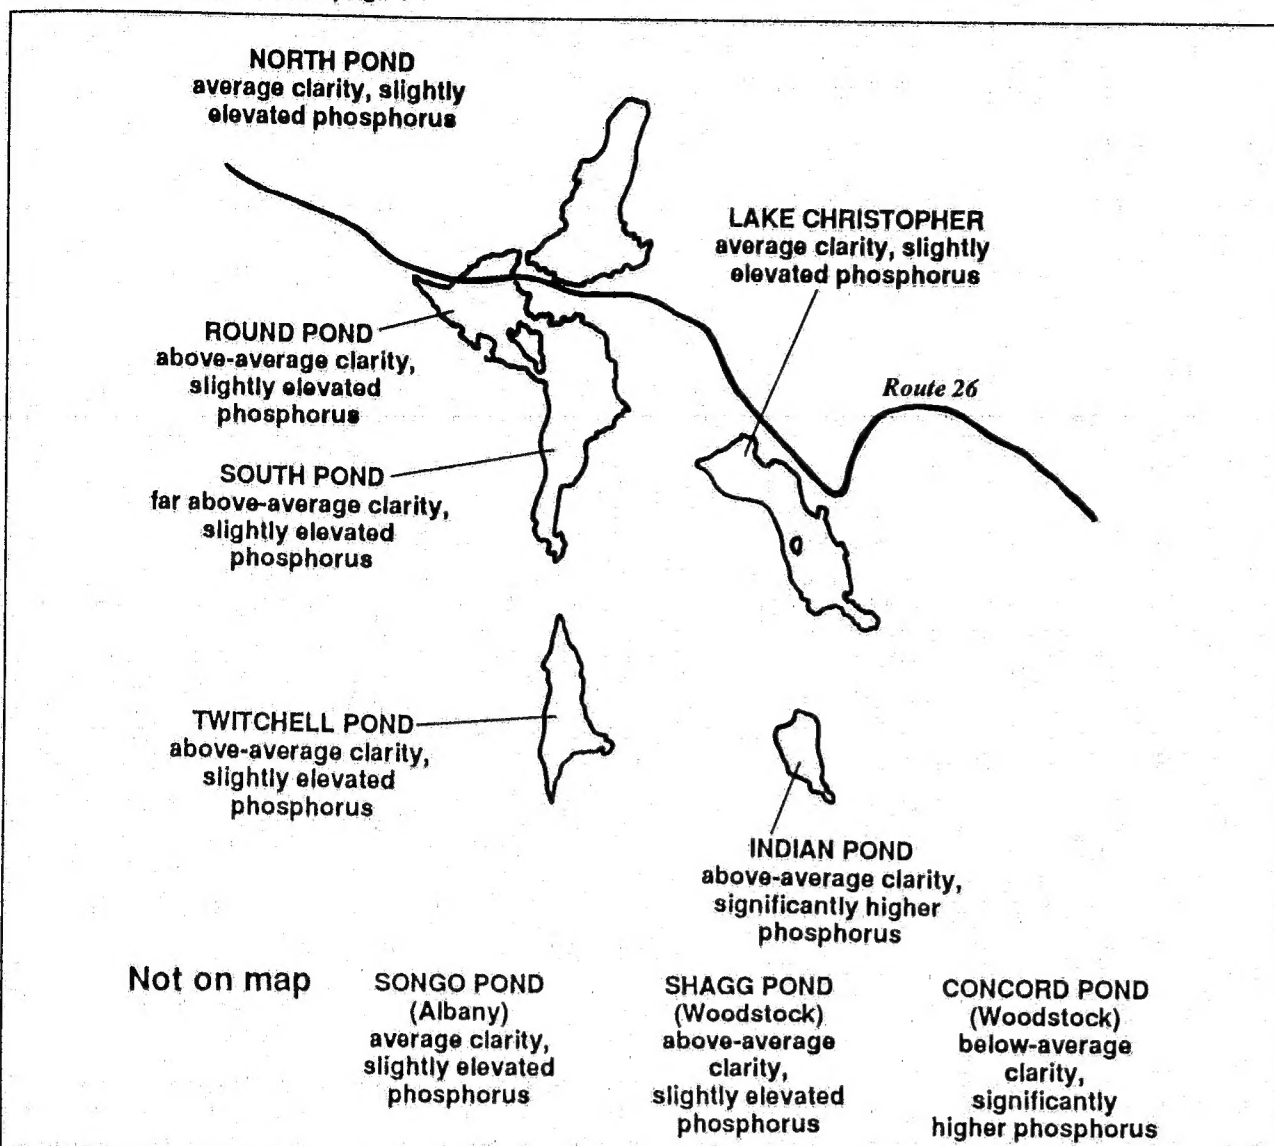 NORTH POND
average clarity, slightly
elevated phosphorus
LAKE CHRISTOPHER
average clarity, slightly
elevated phosphorus
ROUND POND
above-average clarity,
slightly elevated
phosphorus
Route 26
SOUTH POND
far above-average clarity,
slightly elevated
phosphorus
TWITCHELL POND
above-average clarity,
slightly elevated
phosphorus
INDIAN POND
above-average clarity,
significantly higher
phosphorus
Not on map
SONGO POND
(Albany)
average clarity,
slightly elevated
phosphorus
SHAGG POND
(Woodstock)
above-average
clarity,
slightly elevated
phosphorus
CONCORD POND
(Woodstock)
below-average
clarity,
significantly
higher phosphorus